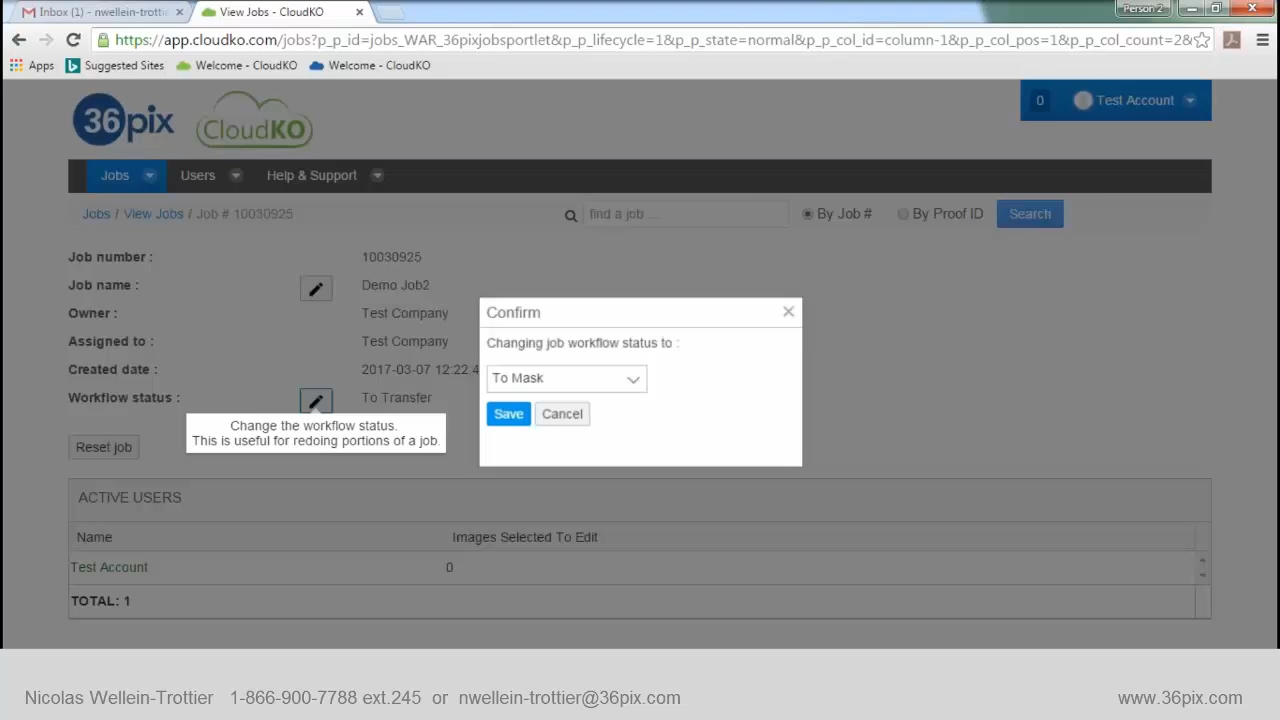 Inbox (1) - nwellein-trotti
View Jobs - CloudKO
Person 2
https://app.cloudko.com/jobs?p_p_id=jobs_WAR_36pixjobsportlet&p_p_lifecycle=1&p_p_state=normal&p_p_col_id=column-1&p_p_col_pos=1&p_p_col_count=2&
Apps Suggested Sites Welcome - CloudKO Welcome - CloudKO
36pix CloudKO
0 Test Account
Jobs Users Help & Support
Jobs / View Jobs / Job # 10030925
find a job ... By Job # By Proof ID Search
Job number : 10030925
Job name : Demo Job2
Owner : Test Company
Assigned to : Test Company
Created date : 2017-03-07 12:22.4
Workflow status : To Transfer
Change the workflow status.
This is useful for redoing portions of a job.
Reset job
Confirm
Changing job workflow status to :
To Mask
Save Cancel
ACTIVE USERS
Name Images Selected To Edit
Test Account 0
TOTAL: 1
Nicolas Wellein-Trottier 1-866-900-7788 ext.245 or nwellein-trottier@36pix.com www.36pix.com